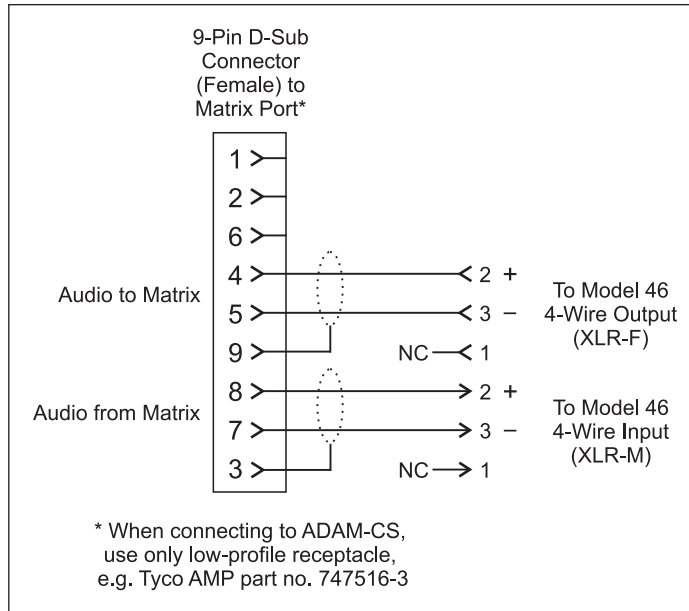 9-Pin D-Sub
Connector
(Female) to
Matrix Port*
1
2
6
4
5
9
8
7
3
Audio to Matrix
Audio from Matrix
2 +
3 –
NC 1
To Model 46
4-Wire Output
(XLR-F)
2 +
3 –
NC 1
To Model 46
4-Wire Input
(XLR-M)
* When connecting to ADAM-CS,
use only low-profile receptacle,
e.g. Tyco AMP part no. 747516-3